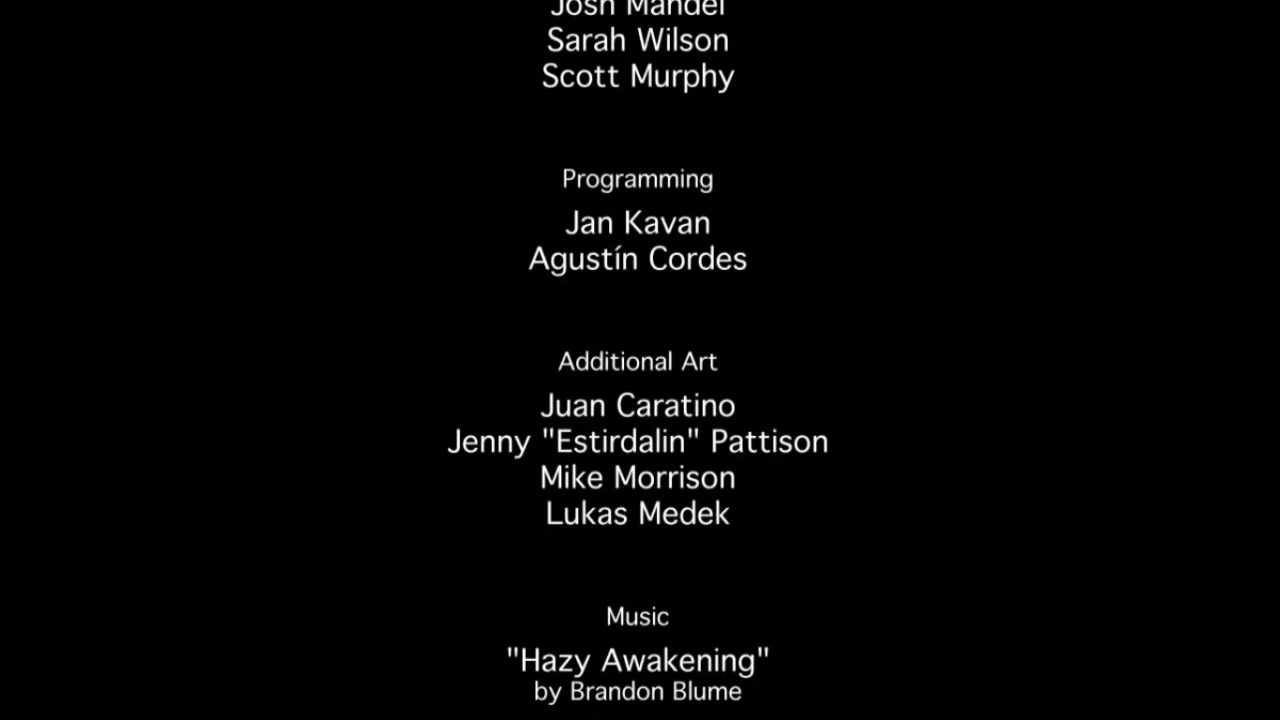 Josh Mandel
Sarah Wilson
Scott Murphy
Programming
Jan Kavan
Agustín Cordes
Additional Art
Juan Caratino
Jenny "Estirdalin" Pattison
Mike Morrison
Lukas Medek
Music
"Hazy Awakening"
by Brandon Blume